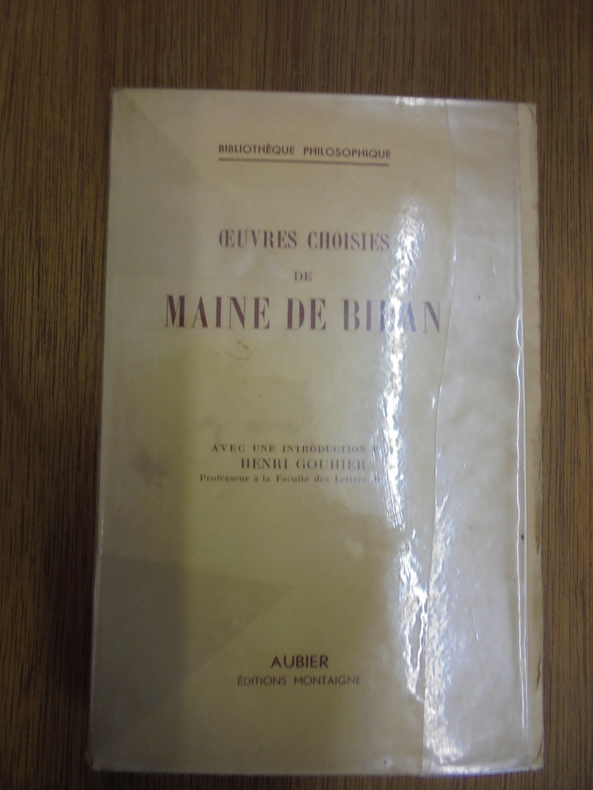 BIBLIOTHÈQUE PHILOSOPHIQUE
ŒUVRES CHOISIES
DE
MAINE DE BIRAN
AVEC UNE INTRODUCTION
HENRI GOUHIER
Professeur à la Faculté des Lettres
AUBIER
ÉDITIONS MONTAIGNE